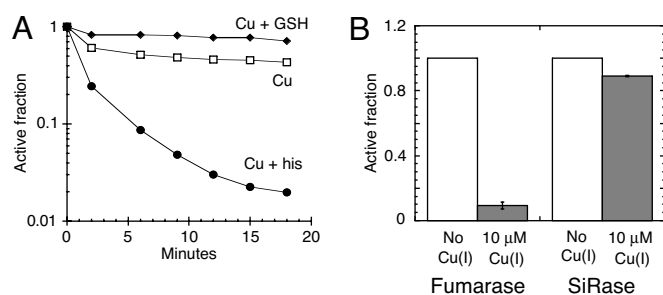 A
Active fraction
1
0.1
0.01
0
5
10
15
20
Minutes
Cu + GSH
Cu
Cu + his
B
Active fraction
1.2
1
0.8
0.4
0
No
Cu(I)
10 µM
Cu(I)
No
Cu(I)
10 µM
Cu(I)
Fumarase
SiRase